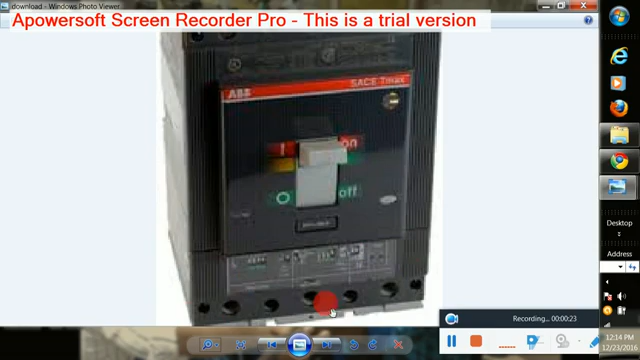 download - Windows Photo Viewer
Apowersoft Screen Recorder Pro - This is a trial version
ABB
SACE Tmax
I
on
O
off
Recording... 00:00:23
Desktop
Address
12:14 PM
12/23/2016